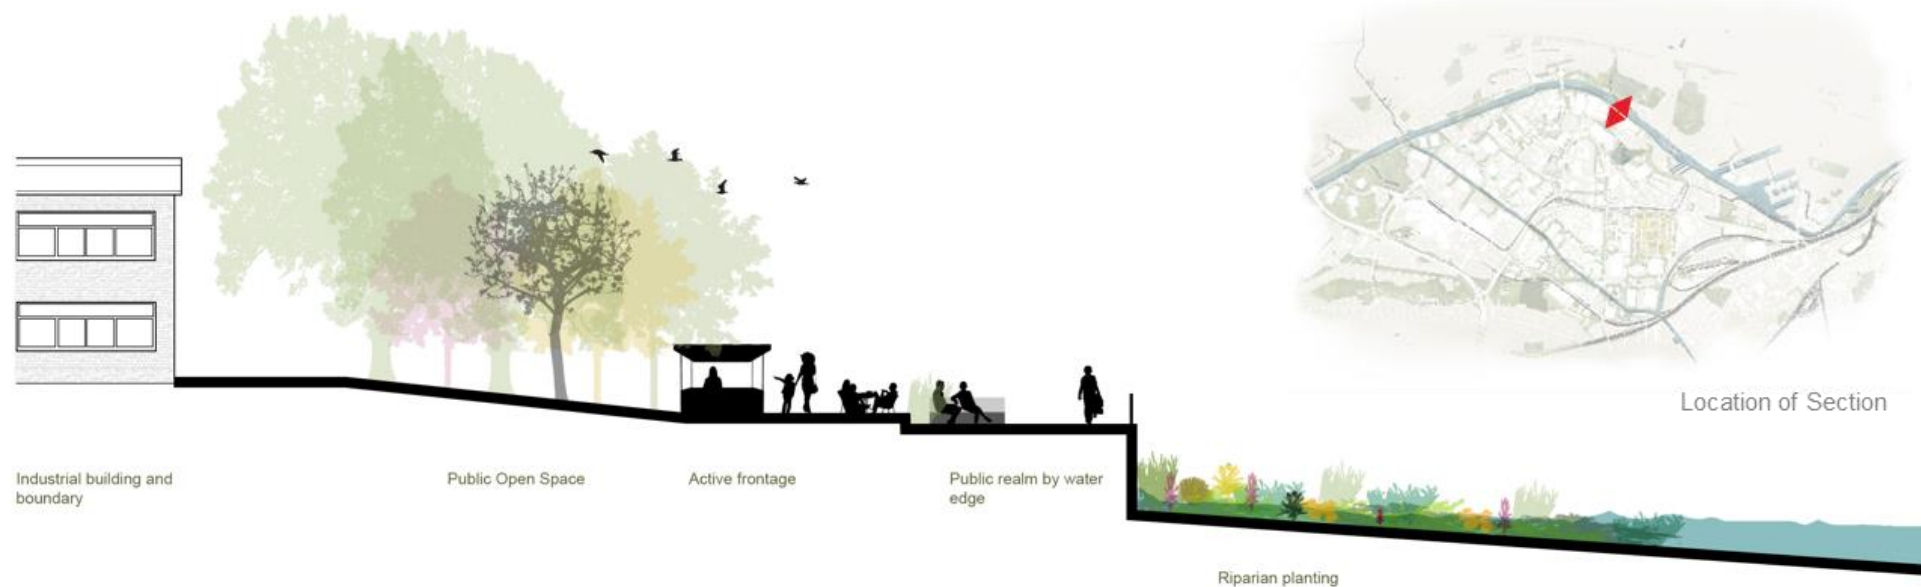 Location of Section
Industrial building and
boundary
Public Open Space
Active frontage
Public realm by water
edge
Riparian planting